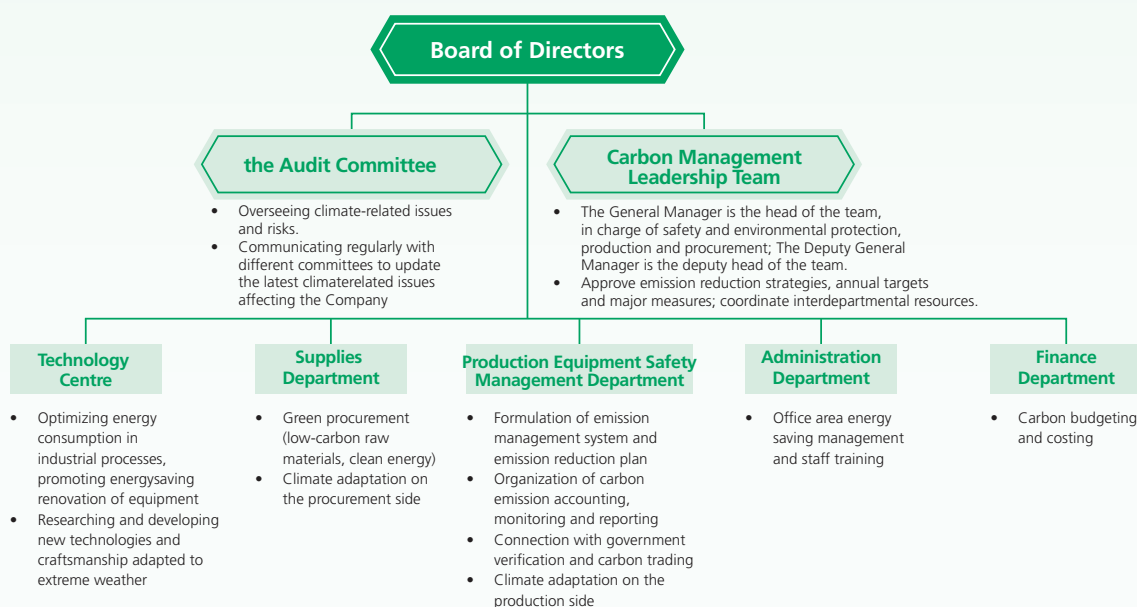 Board of Directors
the Audit Committee
• Overseeing climate-related issues
and risks.
• Communicating regularly with
different committees to update
the latest climaterelated issues
affecting the Company
Carbon Management
Leadership Team
• The General Manager is the head of the team,
in charge of safety and environmental protection,
production and procurement; The Deputy General
Manager is the deputy head of the team.
• Approve emission reduction strategies, annual targets
and major measures; coordinate interdepartmental resources.
Technology
Centre
• Optimizing energy
consumption in
industrial processes,
promoting energysaving
renovation of equipment
• Researching and developing
new technologies and
craftsmanship adapted to
extreme weather
Supplies
Department
• Green procurement
(low-carbon raw
materials, clean energy)
• Climate adaptation on
the procurement side
Production Equipment Safety
Management Department
• Formulation of emission
management system and
emission reduction plan
• Organization of carbon
emission accounting,
monitoring and reporting
• Connection with government
verification and carbon trading
• Climate adaptation on the
production side
Administration
Department
• Office area energy
saving management
and staff training
Finance
Department
• Carbon budgeting
and costing